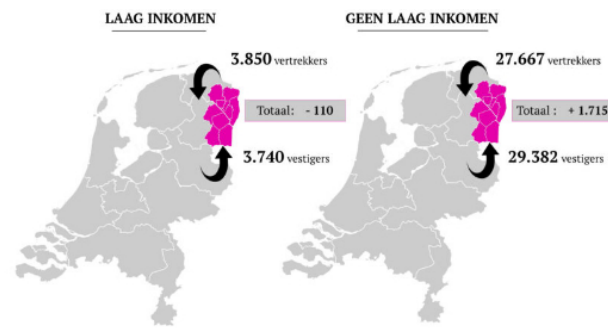 LAAG INKOMEN
3.850 vertrekkers
Totaal: - 110
3.740 vestigers
GEEN LAAG INKOMEN
27.667 vertrekkers
Totaal : + 1.715
29.382 vestigers